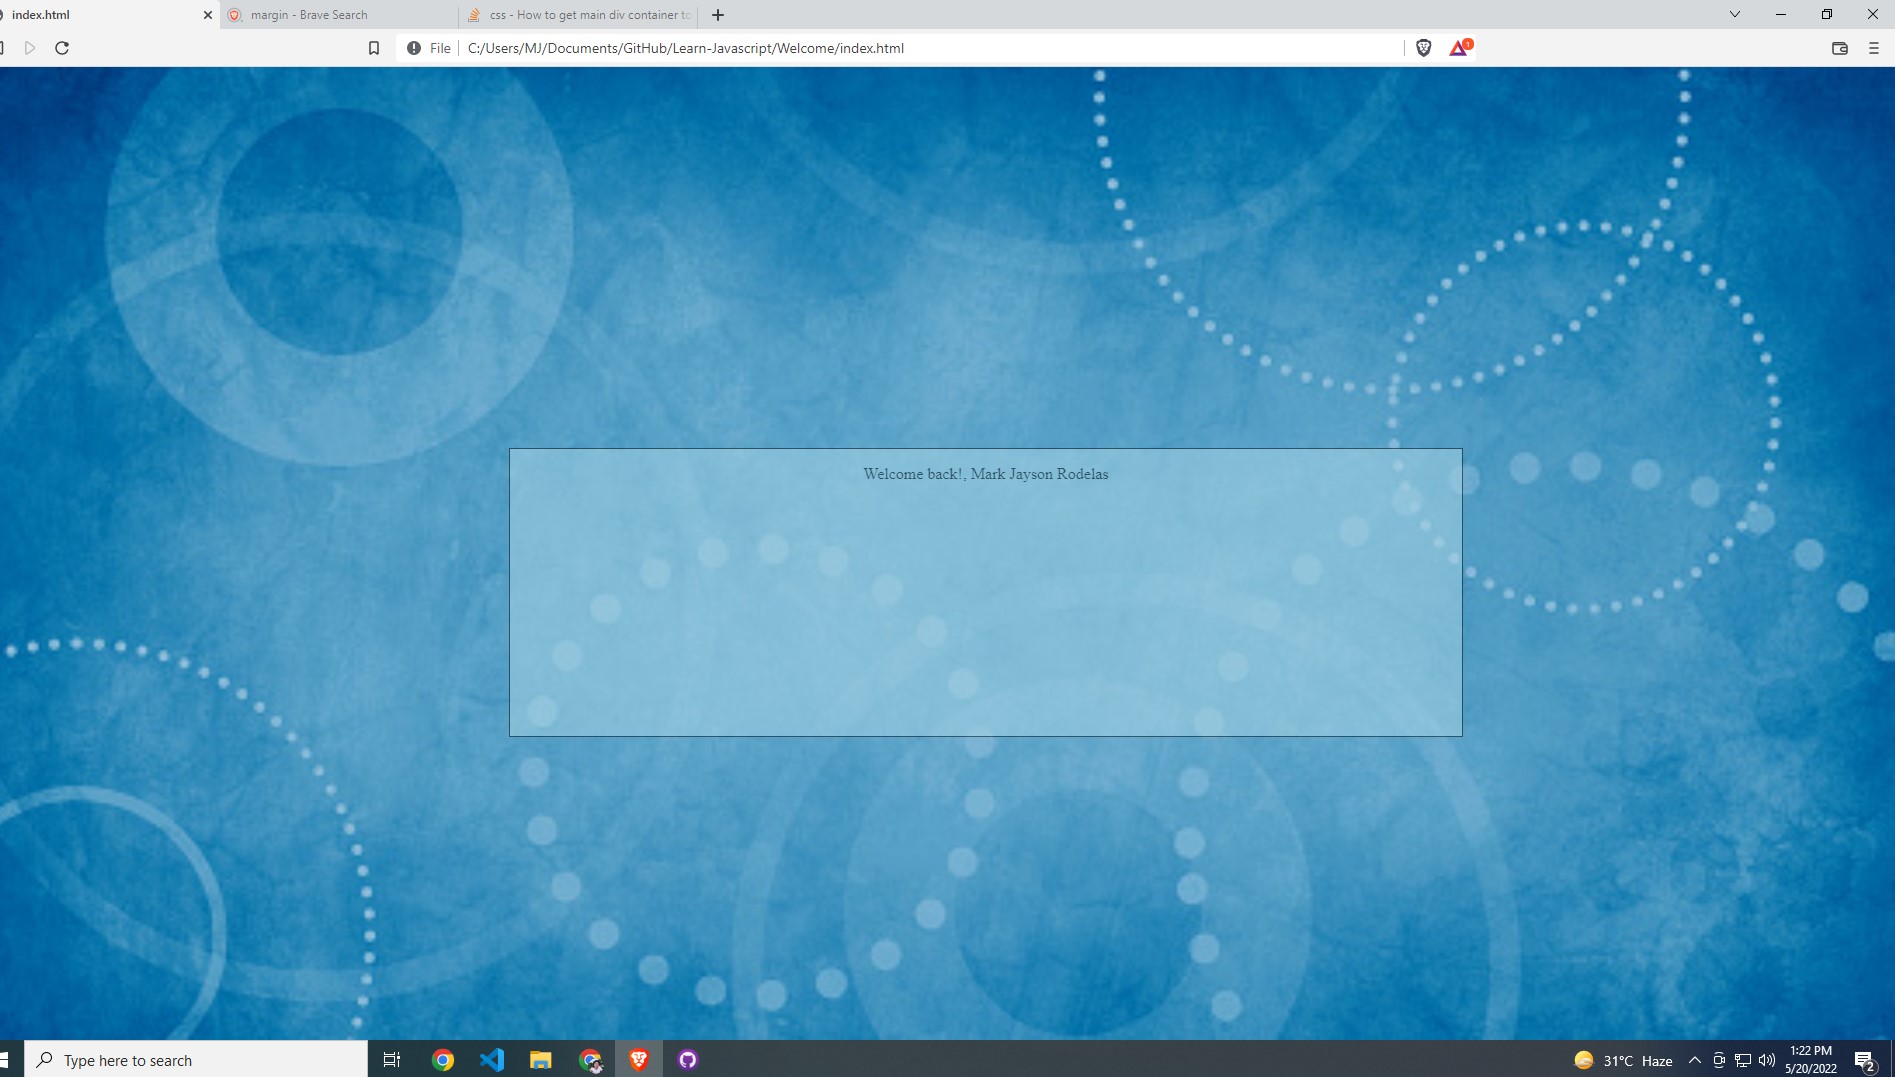 index.html
margin - Brave Search
css - How to get main div container to
File
C:/Users/MJ/Documents/GitHub/Learn-Javascript/Welcome/index.html
1
Welcome back!, Mark Jayson Rodelas
Type here to search
31°C Haze
1:22 PM
5/20/2022
2